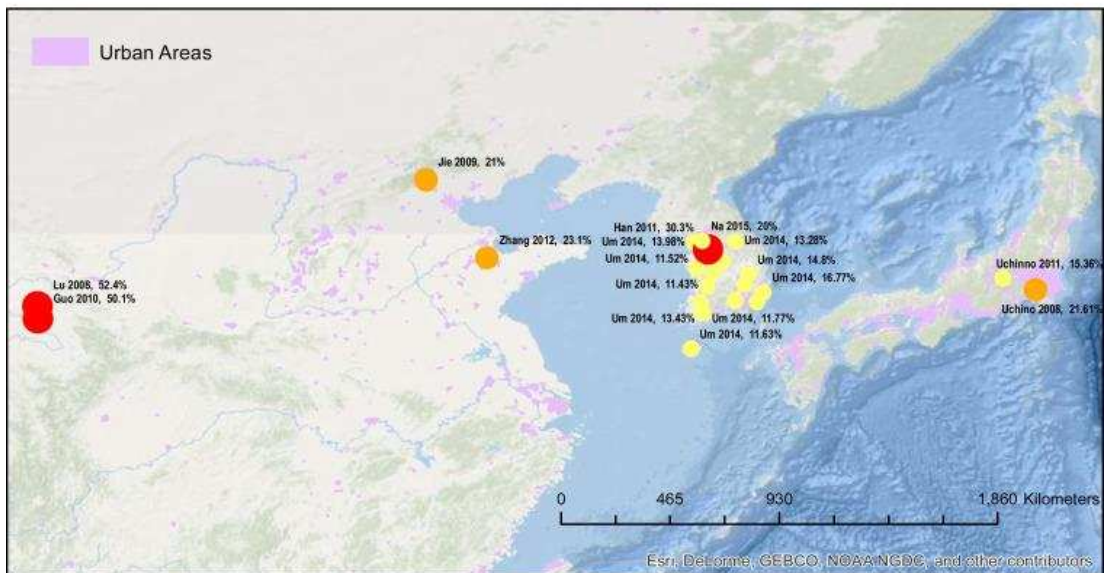 Urban Areas
Jie 2009, 21%
Zhang 2012, 23.1%
Lu 2008, 52.4%
Guo 2010, 50.1%
Han 2011, 30.3%
Na 2015, 20%
Um 2014, 13.98%
Um 2014, 13.28%
Um 2014, 11.52%
Um 2014, 14.8%
Um 2014, 11.43%
Um 2014, 16.77%
Um 2014, 13.43%
Um 2014, 11.77%
Um 2014, 11.63%
Uchinno 2011, 15.36%
Uchino 2008, 21.61%
0 465 930 1,860 Kilometers
Esri, DeLorme, GEBCO, NOAA NGDC, and other contributors